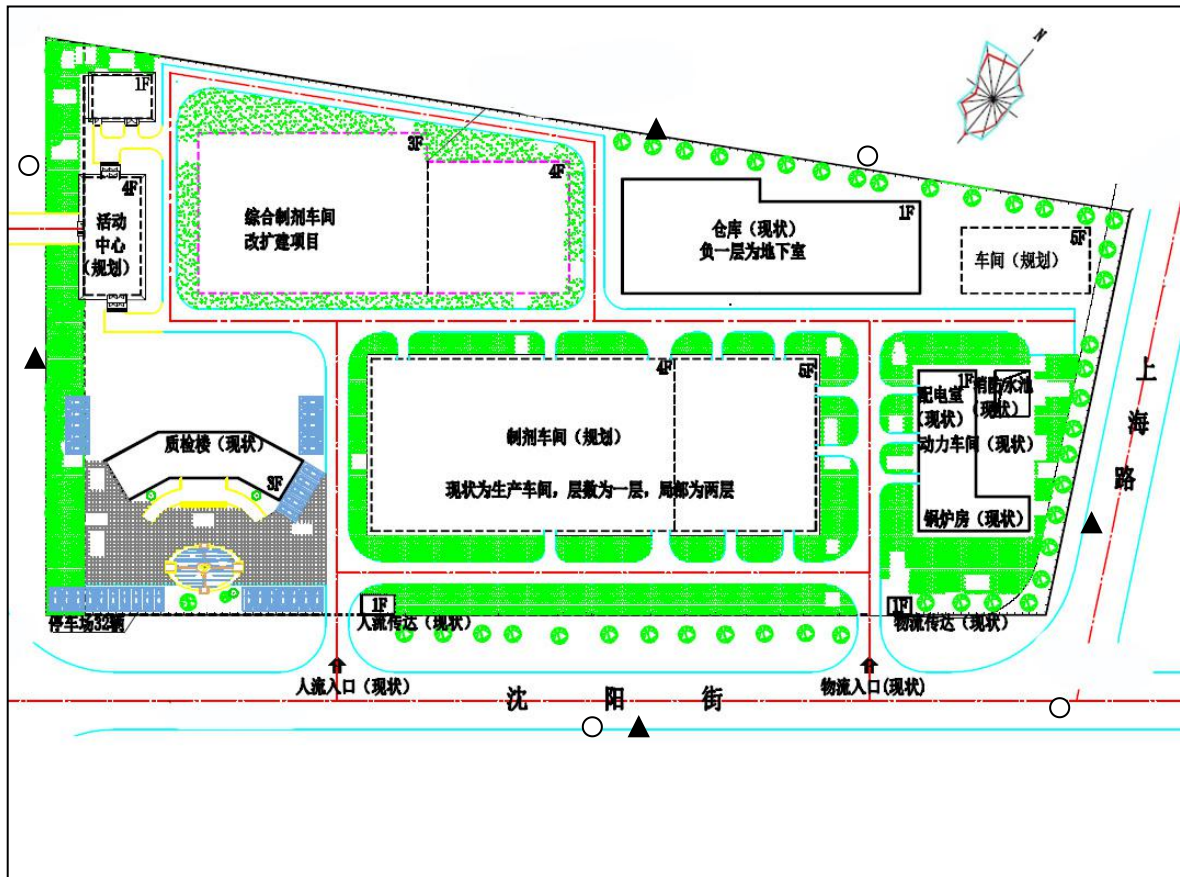 N
1F
3F
4F
4F
1F
5F
活动
中心
(规划)
综合制剂车间
改扩建项目
仓库(现状)
负一层为地下室
车间(规划)
4F
5F
1F
配电室
(现状)
消防水池
(现状)
动力车间(现状)
上
海
路
质检楼(现状)
3F
制剂车间(规划)
现状为生产车间,层数为一层,局部为两层
锅炉房(现状)
停车场32辆
1F
人流传达(现状)
1F
物流传达(现状)
人流入口(现状)
沈 阳 街
物流入口(现状)